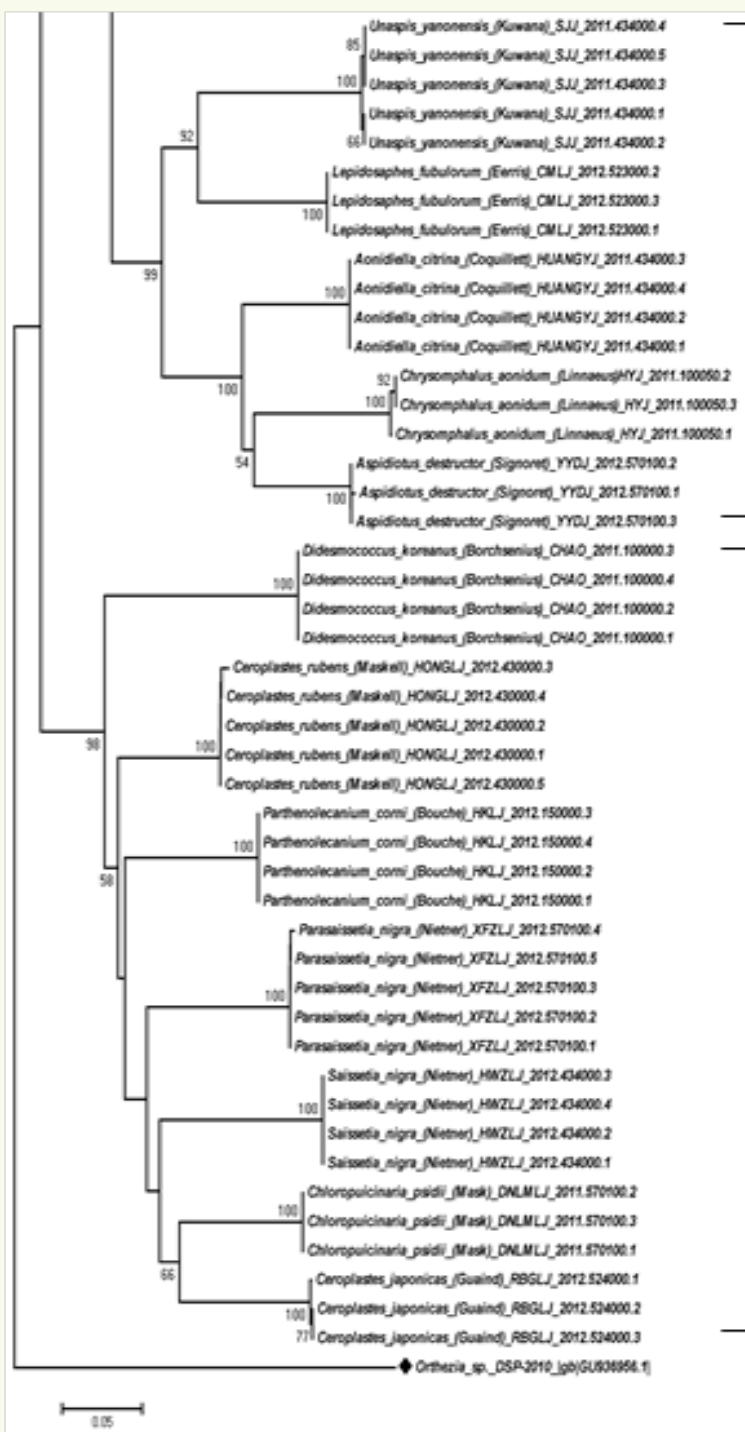 Unaspis_yanonensis_(Kuwana)_SJJ_2011.434000.4
85
Unaspis_yanonensis_(Kuwana)_SJJ_2011.434000.5
100
Unaspis_yanonensis_(Kuwana)_SJJ_2011.434000.3
Unaspis_yanonensis_(Kuwana)_SJJ_2011.434000.1
92
66
Unaspis_yanonensis_(Kuwana)_SJJ_2011.434000.2
Lepidosaphes_fubulorum_(Eerris)_CMLJ_2012.523000.2
Lepidosaphes_fubulorum_(Eerris)_CMLJ_2012.523000.3
100
Lepidosaphes_fubulorum_(Eerris)_CMLJ_2012.523000.1
Aonidiella_citrina_(Coquillett)_HUANGYJ_2011.434000.3
99
100
Aonidiella_citrina_(Coquillett)_HUANGYJ_2011.434000.4
Aonidiella_citrina_(Coquillett)_HUANGYJ_2011.434000.2
Aonidiella_citrina_(Coquillett)_HUANGYJ_2011.434000.1
92
Chrysomphalus_aonidum_(Linnaeus)HYJ_2011.100050.2
100
100
Chrysomphalus_aonidum_(Linnaeus)_HYJ_2011.100050.3
Chrysomphalus_aonidum_(Linnaeus)_HYJ_2011.100050.1
54
Aspidiotus_destructor_(Signoret)_YYDJ_2012.570100.2
100
Aspidiotus_destructor_(Signoret)_YYDJ_2012.570100.1
Aspidiotus_destructor_(Signoret)_YYDJ_2012.570100.3
Didesmococcus_koreanus_(Borchsenius)_CHAO_2011.100000.3
100
Didesmococcus_koreanus_(Borchsenius)_CHAO_2011.100000.4
Didesmococcus_koreanus_(Borchsenius)_CHAO_2011.100000.2
Didesmococcus_koreanus_(Borchsenius)_CHAO_2011.100000.1
Ceroplastes_rubens_(Maskell)_HONGLJ_2012.430000.3
Ceroplastes_rubens_(Maskell)_HONGLJ_2012.430000.4
Ceroplastes_rubens_(Maskell)_HONGLJ_2012.430000.2
98
100
Ceroplastes_rubens_(Maskell)_HONGLJ_2012.430000.1
Ceroplastes_rubens_(Maskell)_HONGLJ_2012.430000.5
Parthenolecanium_corni_(Bouche)_HKLJ_2012.150000.3
100
Parthenolecanium_corni_(Bouche)_HKLJ_2012.150000.4
Parthenolecanium_corni_(Bouche)_HKLJ_2012.150000.2
58
Parthenolecanium_corni_(Bouche)_HKLJ_2012.150000.1
Parasaissetia_nigra_(Nietner)_XFZLJ_2012.570100.4
Parasaissetia_nigra_(Nietner)_XFZLJ_2012.570100.5
100
Parasaissetia_nigra_(Nietner)_XFZLJ_2012.570100.3
Parasaissetia_nigra_(Nietner)_XFZLJ_2012.570100.2
Parasaissetia_nigra_(Nietner)_XFZLJ_2012.570100.1
Saissetia_nigra_(Nietner)_HWZLJ_2012.434000.3
100
Saissetia_nigra_(Nietner)_HWZLJ_2012.434000.4
Saissetia_nigra_(Nietner)_HWZLJ_2012.434000.2
Saissetia_nigra_(Nietner)_HWZLJ_2012.434000.1
Chloropuicinaria_psidii_(Mask)_DNLMLJ_2011.570100.2
100
Chloropuicinaria_psidii_(Mask)_DNLMLJ_2011.570100.3
Chloropuicinaria_psidii_(Mask)_DNLMLJ_2011.570100.1
66
Ceroplastes_japonicas_(Guaind)_RBGLJ_2012.524000.1
100
Ceroplastes_japonicas_(Guaind)_RBGLJ_2012.524000.2
77
Ceroplastes_japonicas_(Guaind)_RBGLJ_2012.524000.3
Orthezia_sp._DSP-2010_|gb|GU936956.1|
0.05